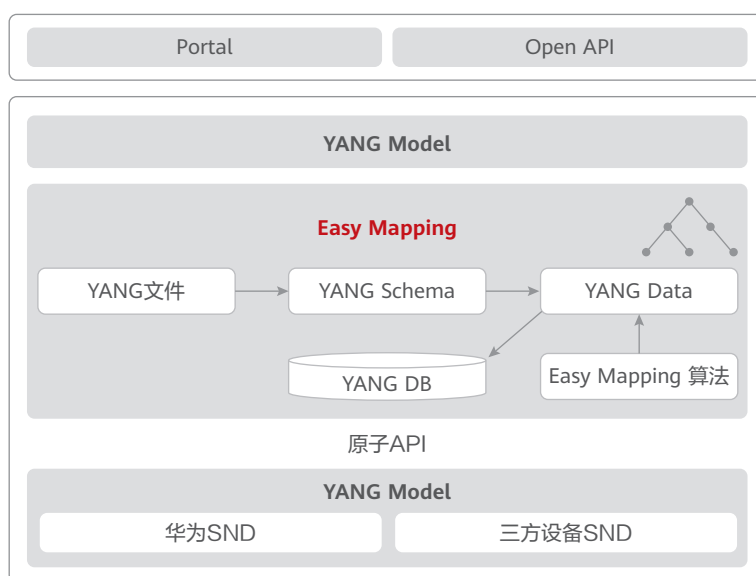 Portal
Open API
YANG Model
Easy Mapping
YANG文件
YANG Schema
YANG Data
YANG DB
Easy Mapping 算法
原子API
YANG Model
华为SND
三方设备SND